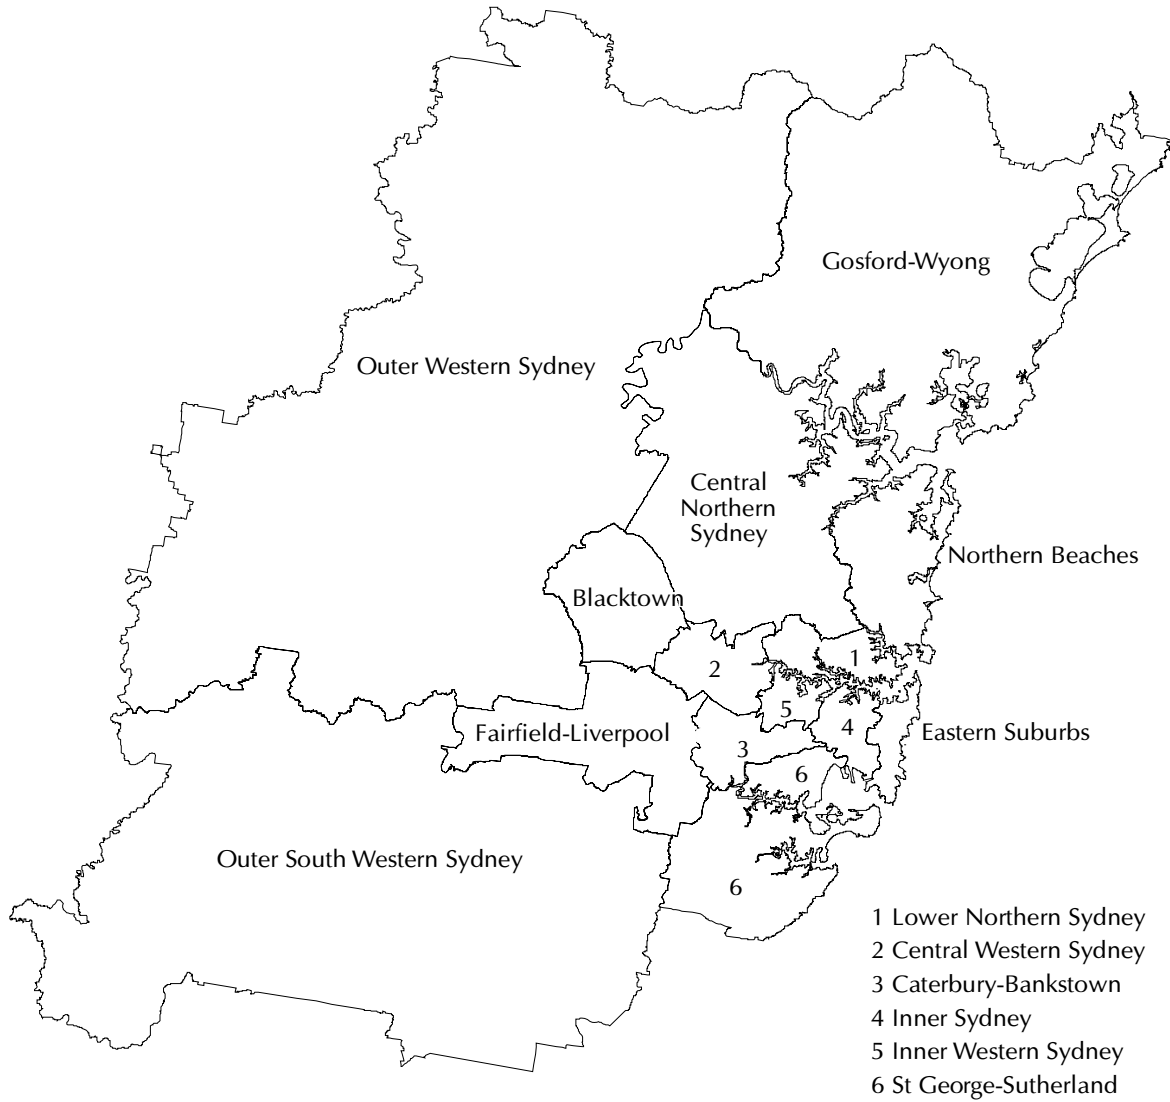 Gosford-Wyong
Outer Western Sydney
Central
Northern
Sydney
Northern Beaches
Blacktown
1
2
5
4
Fairfield-Liverpool
Eastern Suburbs
3
6
Outer South Western Sydney
6
1 Lower Northern Sydney
2 Central Western Sydney
3 Caterbury-Bankstown
4 Inner Sydney
5 Inner Western Sydney
6 St George-Sutherland